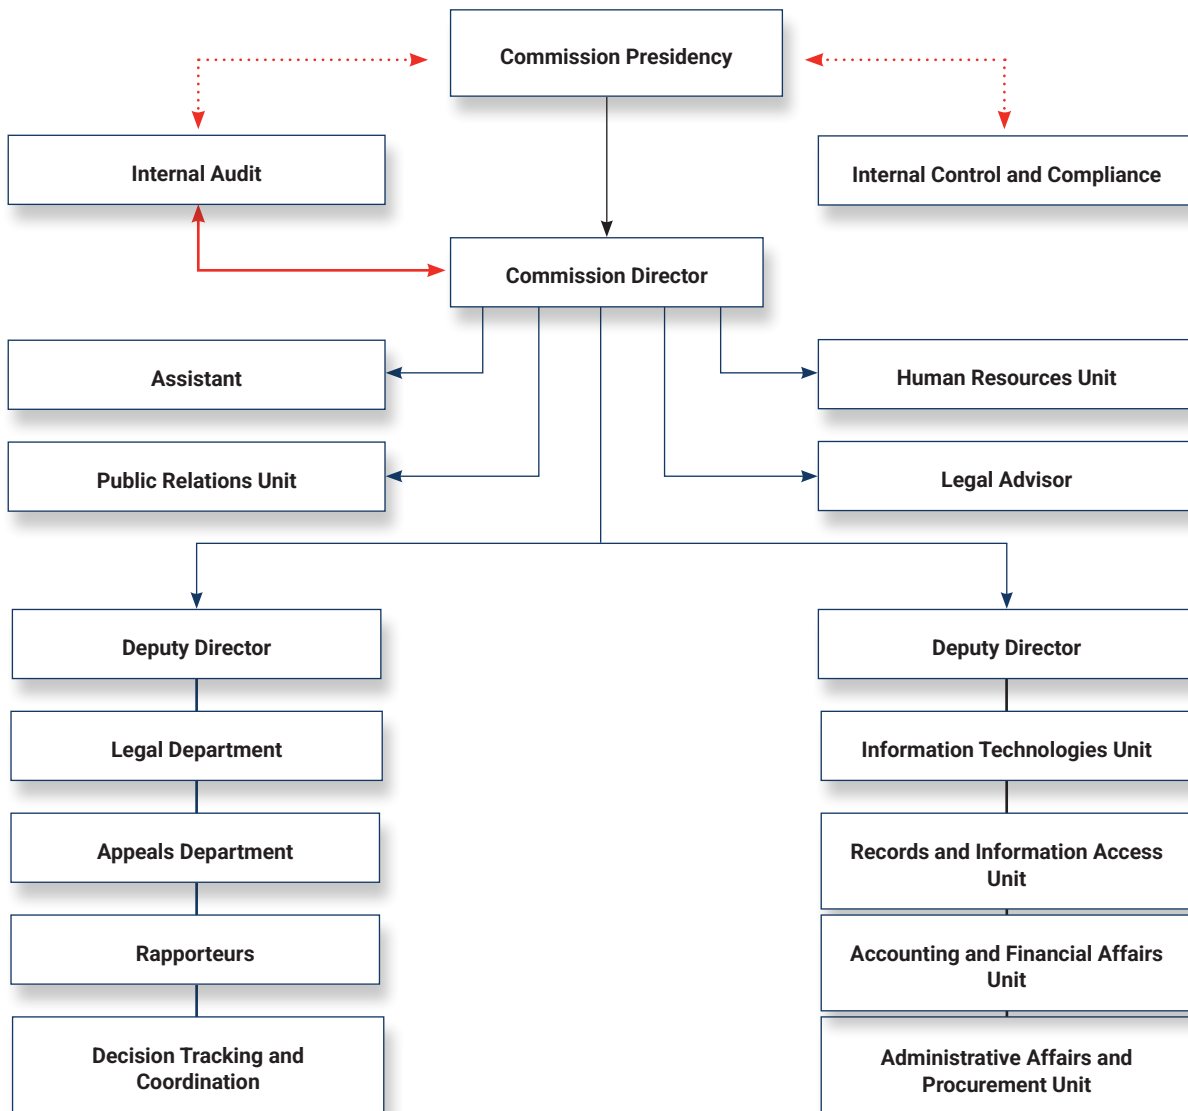 Commission Presidency
Internal Audit
Internal Control and Compliance
Commission Director
Assistant
Human Resources Unit
Public Relations Unit
Legal Advisor
Deputy Director
Deputy Director
Legal Department
Information Technologies Unit
Appeals Department
Records and Information Access
Unit
Rapporteurs
Accounting and Financial Affairs
Unit
Decision Tracking and
Coordination
Administrative Affairs and
Procurement Unit